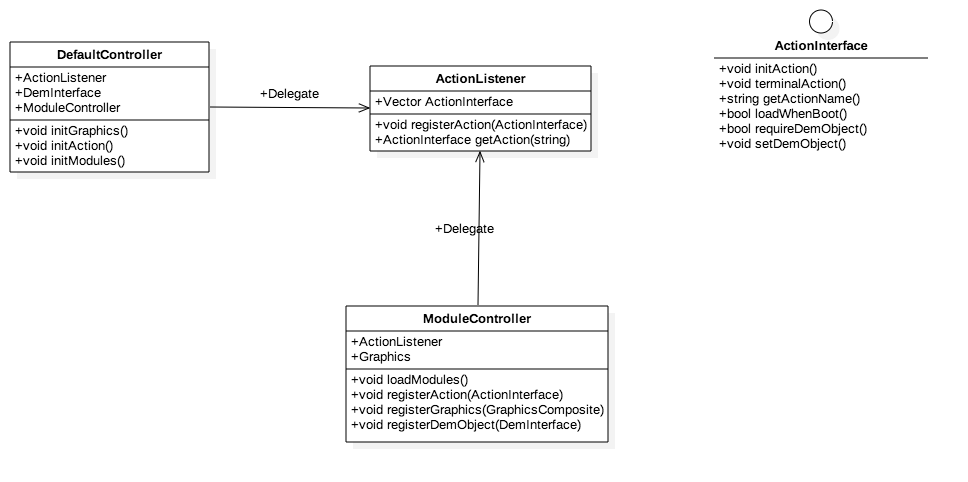 DefaultController
+ActionListener
+DemInterface
+ModuleController
+void initGraphics()
+void initAction()
+void initModules()
+Delegate
ActionListener
+Vector ActionInterface
+void registerAction(ActionInterface)
+ActionInterface getAction(string)
ActionInterface
+void initAction()
+void terminalAction()
+string getActionName()
+bool loadWhenBoot()
+bool requireDemObject()
+void setDemObject()
+Delegate
ModuleController
+ActionListener
+Graphics
+void loadModules()
+void registerAction(ActionInterface)
+void registerGraphics(GraphicsComposite)
+void registerDemObject(DemInterface)